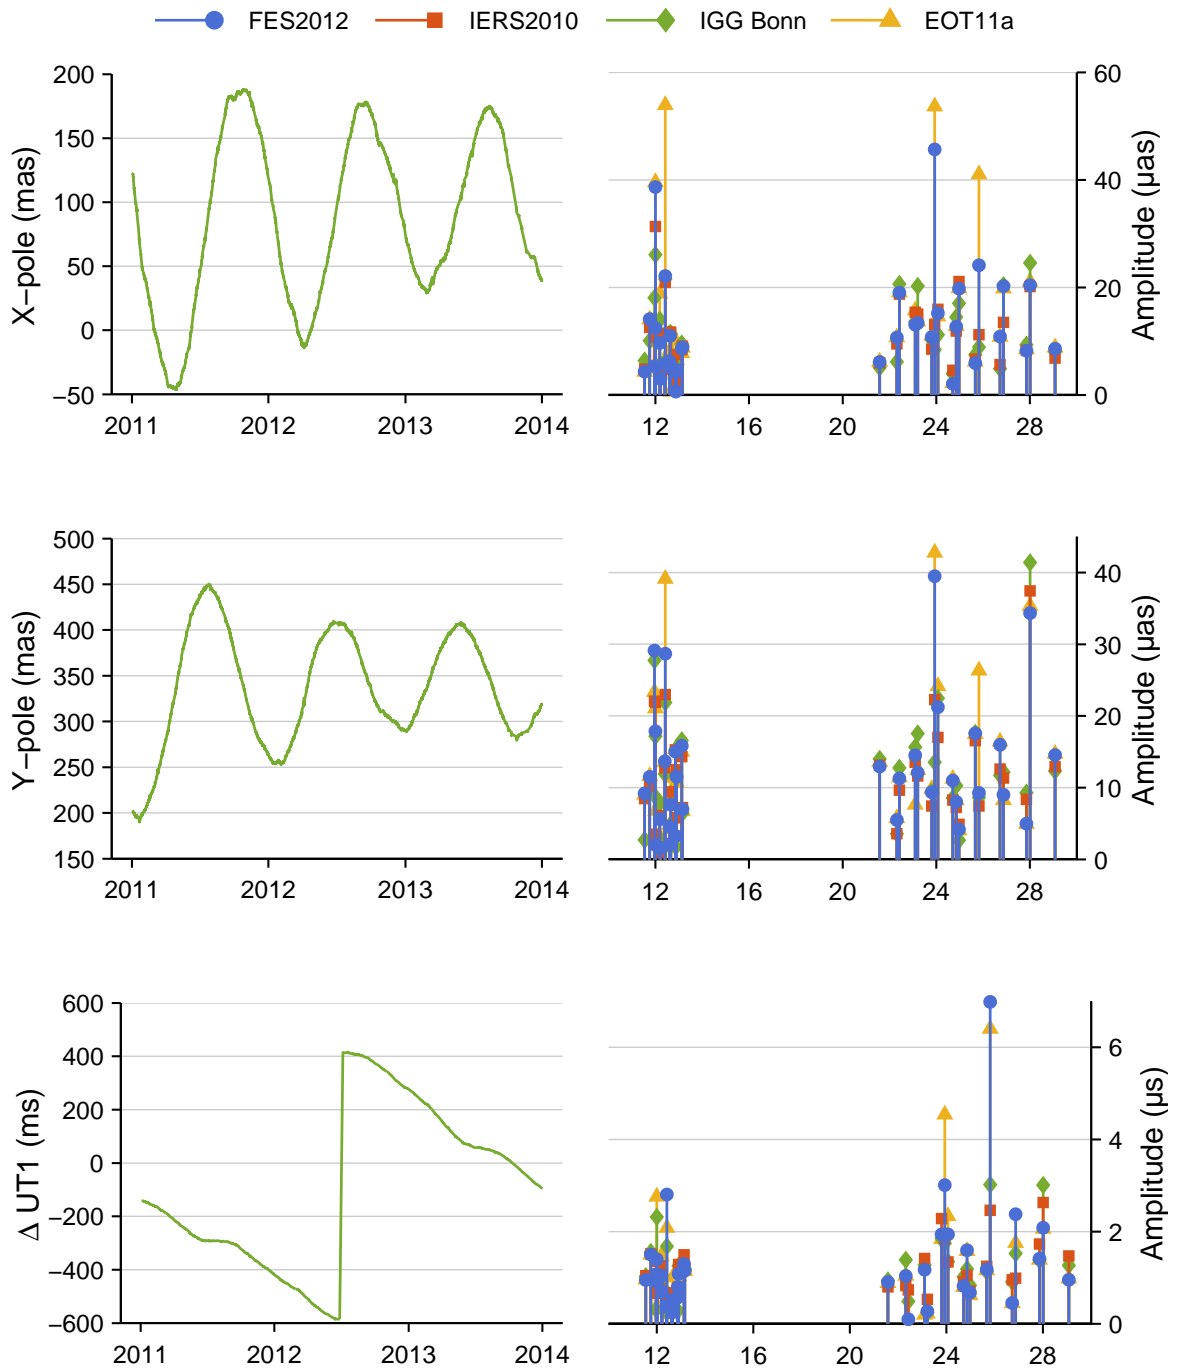 FES2012 IERS2010 IGG Bonn EOT11a
X−pole (mas)
200
150
100
50
0
−50
2011 2012 2013 2014
60
40
20
0
Amplitude (μas)
12 16 20 24 28
Y−pole (mas)
500
450
400
350
300
250
200
150
2011 2012 2013 2014
40
30
20
10
0
Amplitude (μas)
12 16 20 24 28
Δ UT1 (ms)
600
400
200
0
−200
−400
−600
2011 2012 2013 2014
6
4
2
0
Amplitude (μs)
12 16 20 24 28